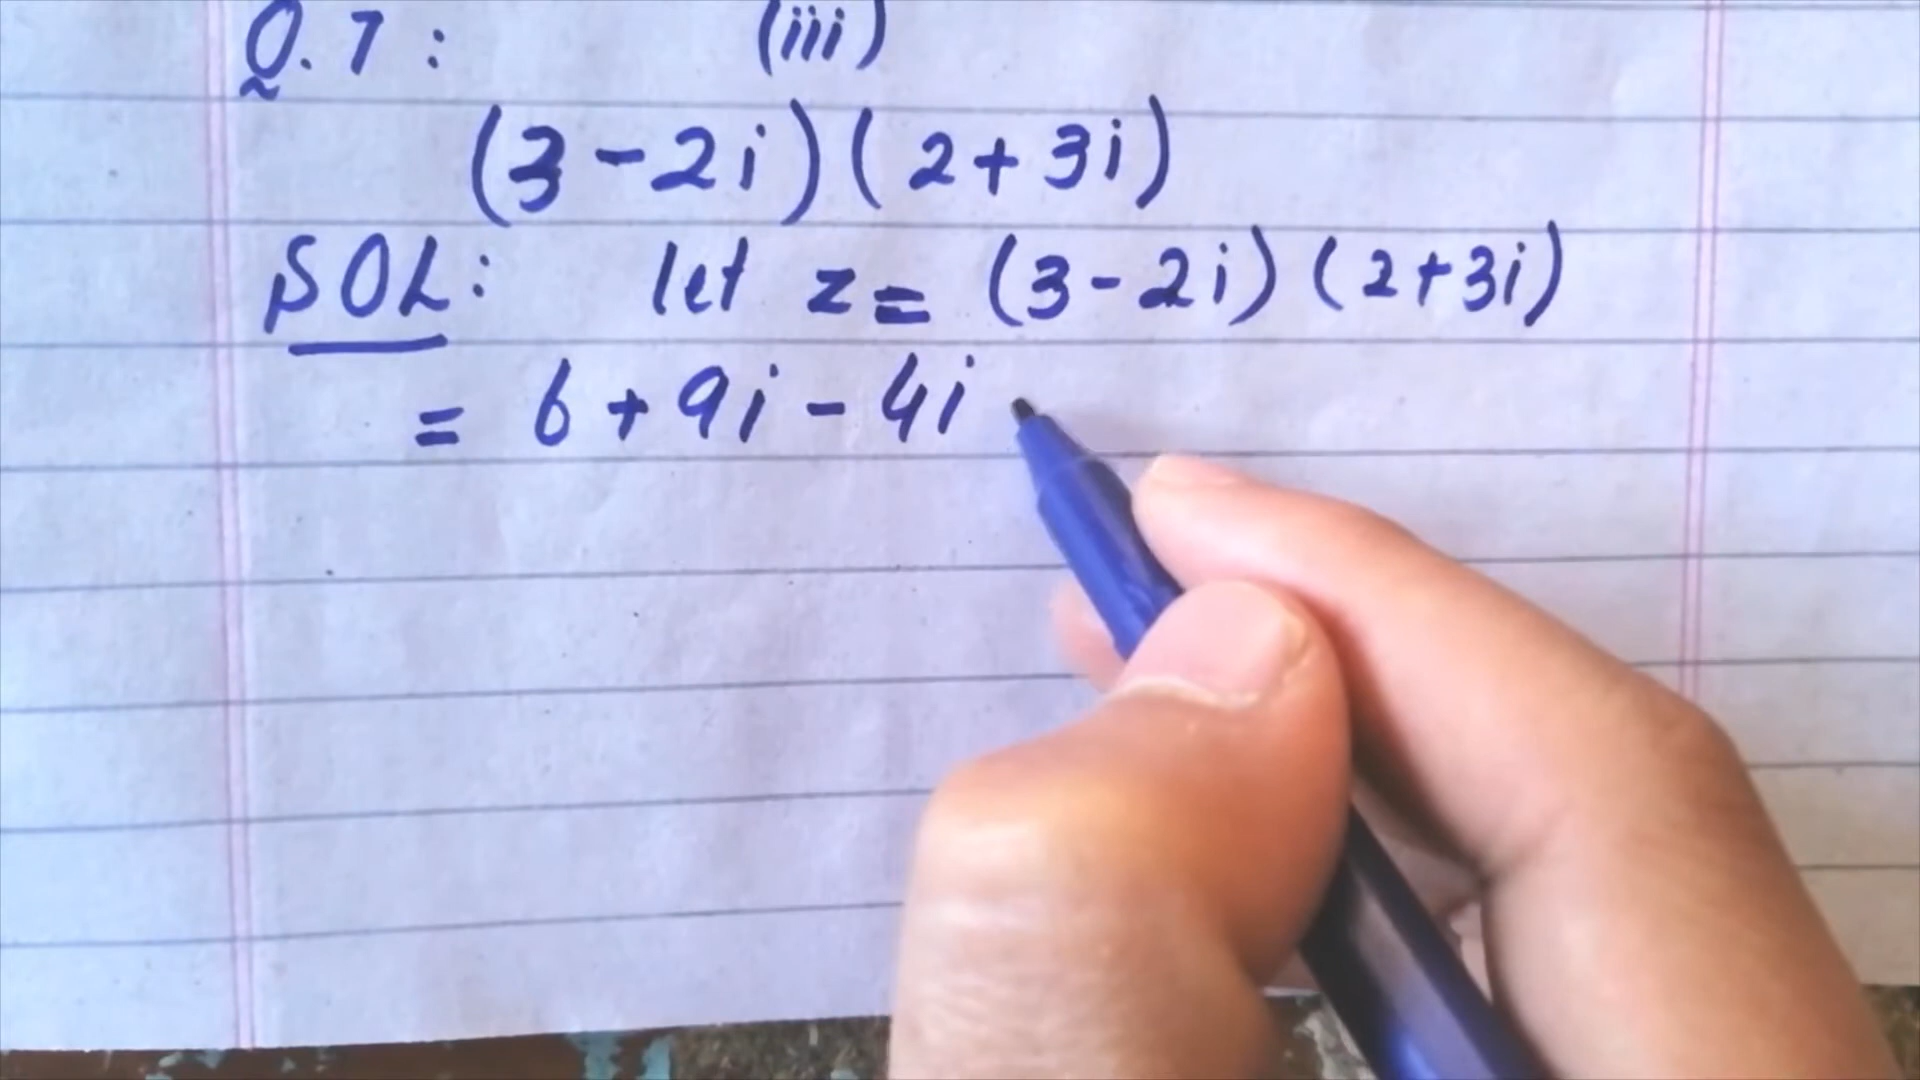 Q. 7 : (iii)
(3 - 2i) (2 + 3i)
SOL : let z = (3 - 2i) (2 + 3i)
= 6 + 9i - 4i